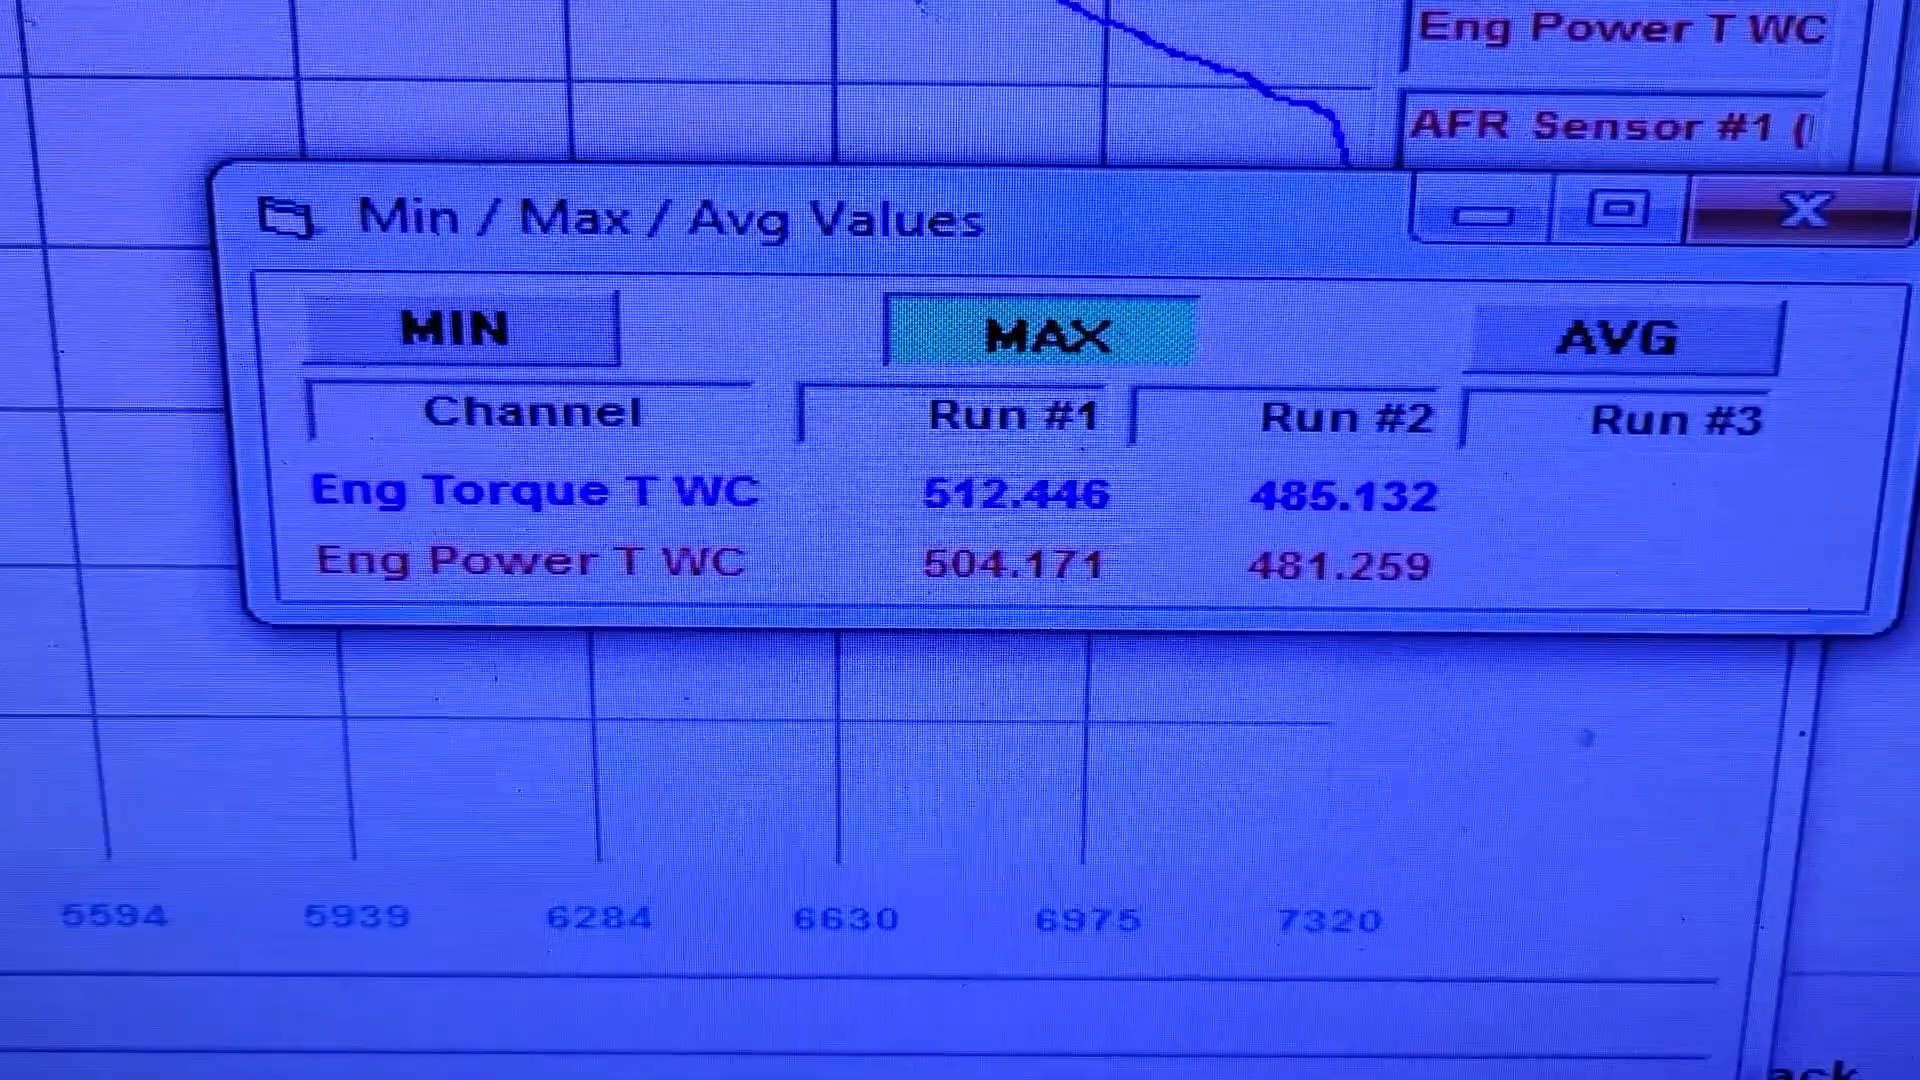 Eng Power T WC
AFR Sensor #1 (
Min / Max / Avg Values
MIN MAX AVG
Channel Run #1 Run #2 Run #3
Eng Torque T WC 512.446 485.132
Eng Power T WC 504.171 481.259
5594 5939 6284 6630 6975 7320